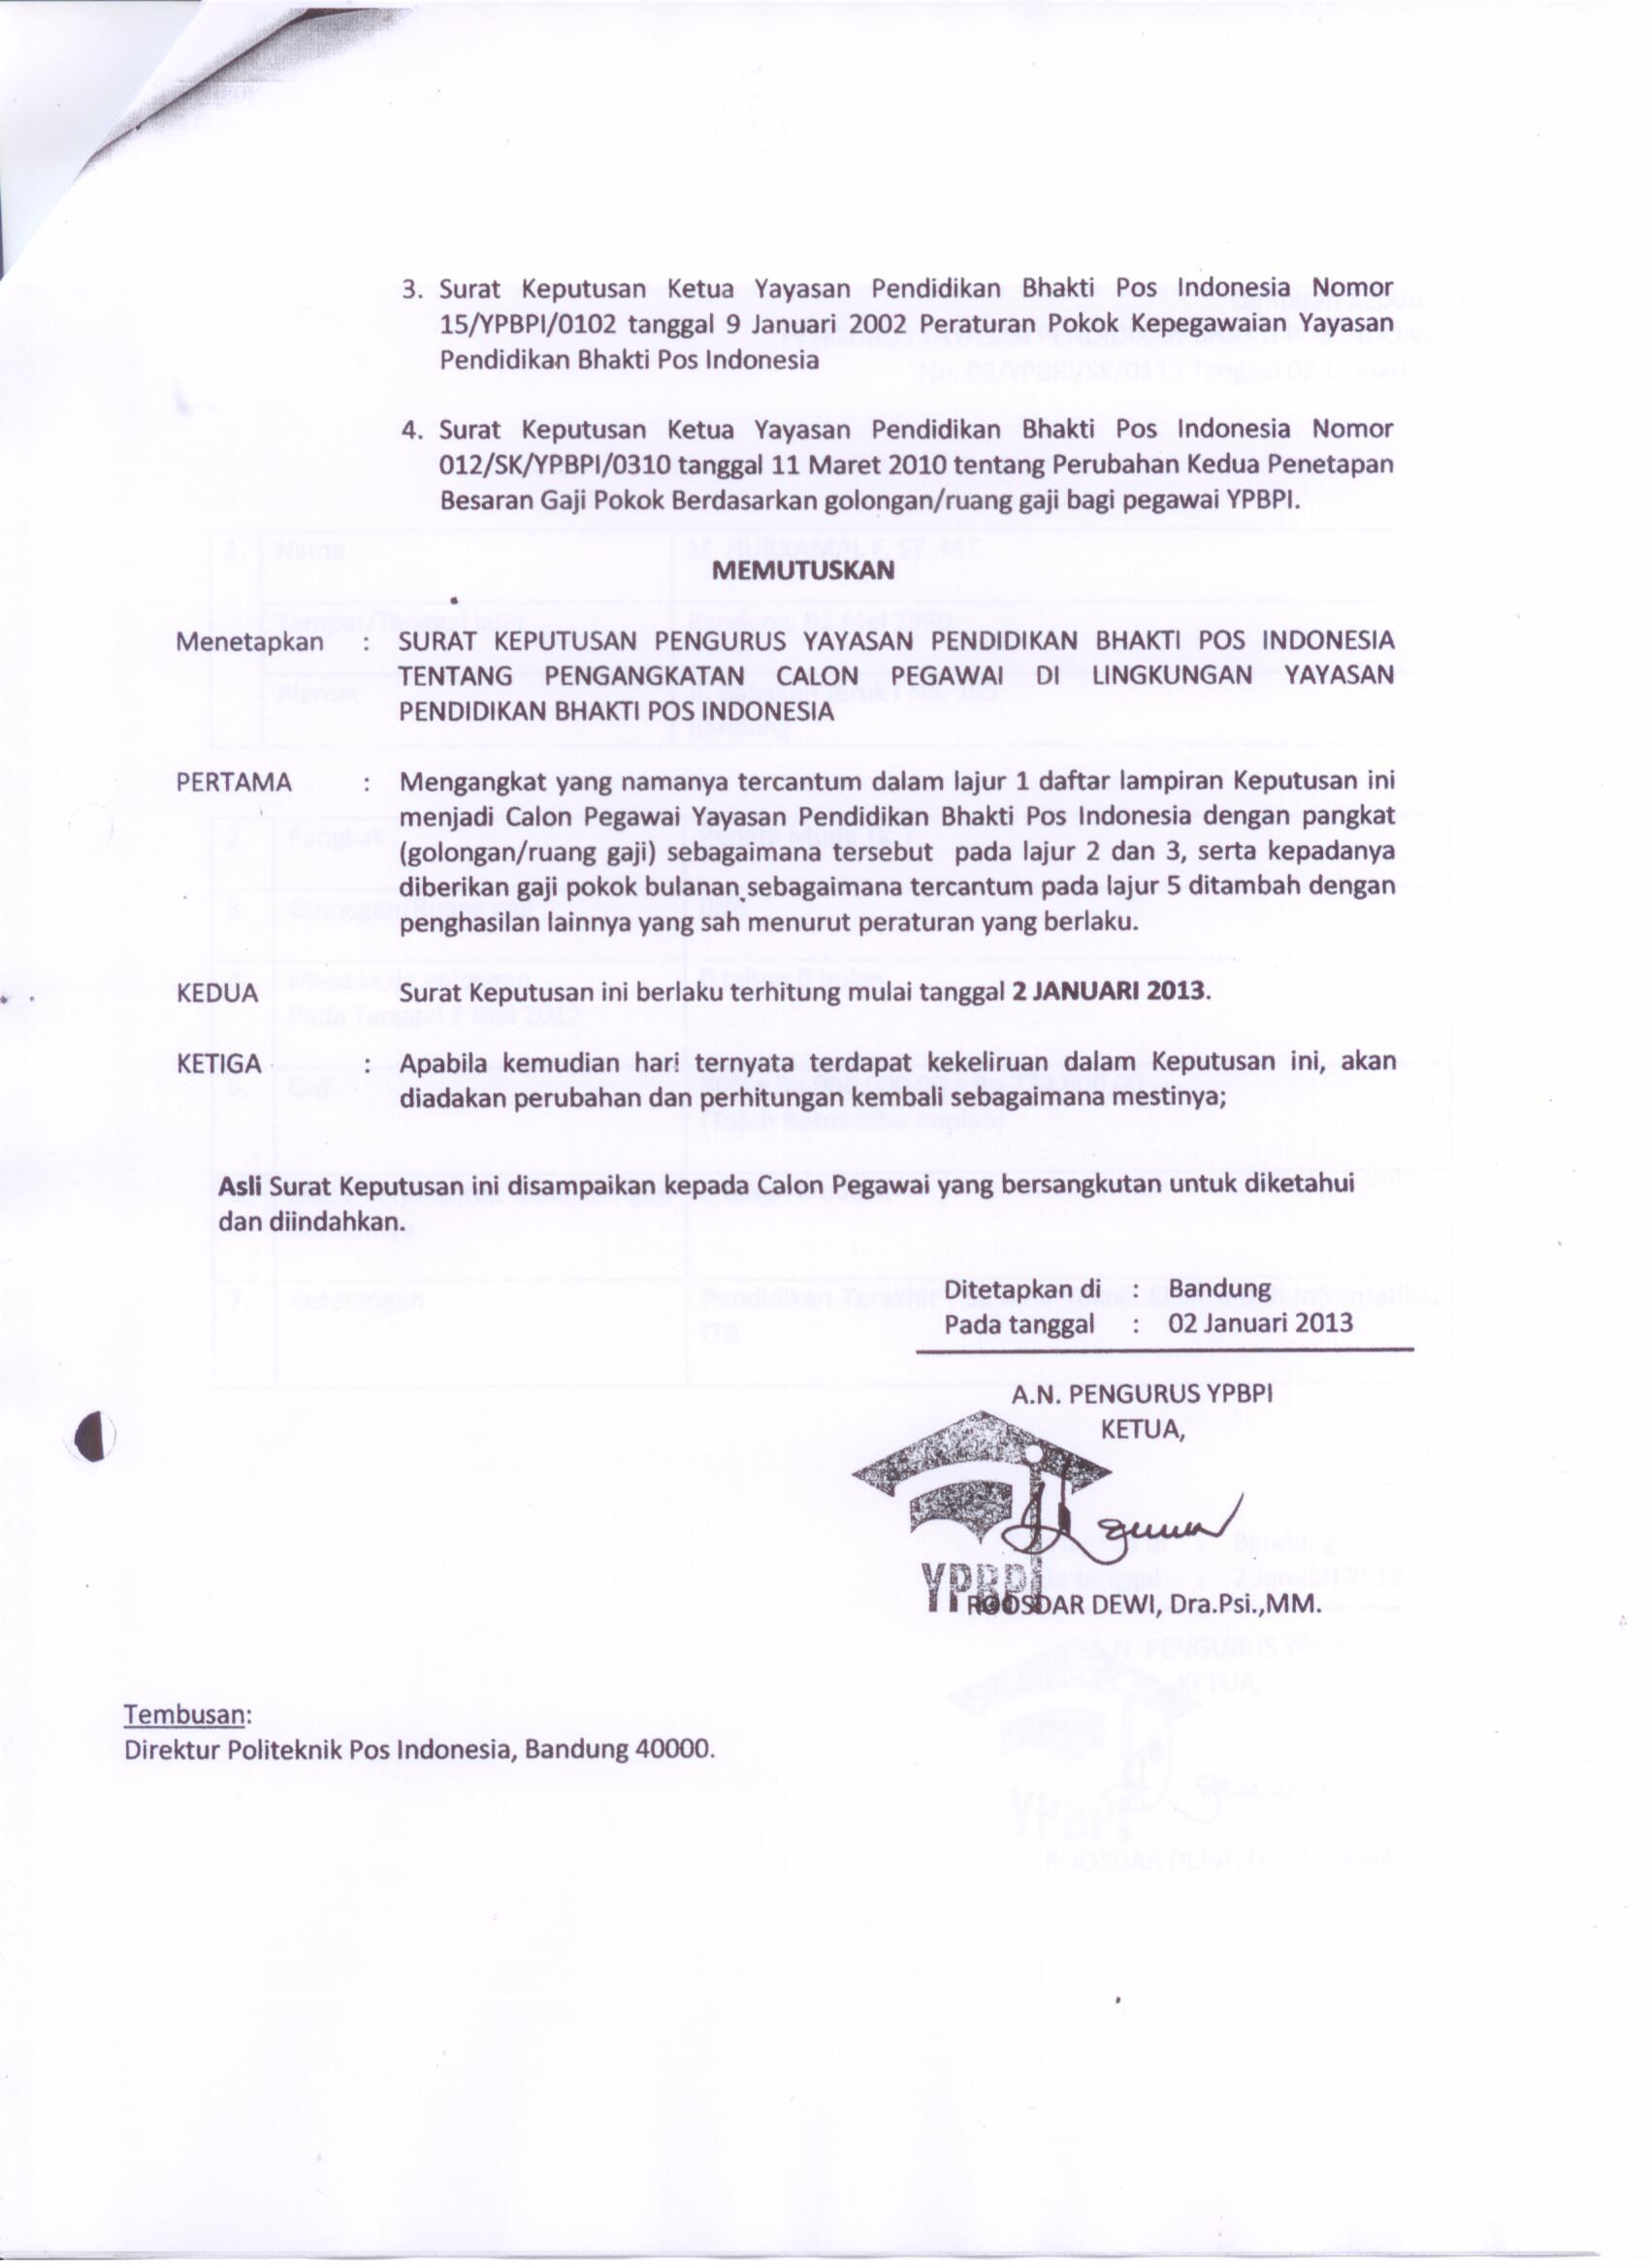 3. Surat Keputusan Ketua Yayasan Pendidikan Bhakti Pos Indonesia Nomor
15/YPBPI/0102 tanggal 9 Januari 2002 Peraturan Pokok Kepegawaian Yayasan
Pendidikan Bhakti Pos Indonesia
4. Surat Keputusan Ketua Yayasan Pendidikan Bhakti Pos Indonesia Nomor
012/SK/YPBPI/0310 tanggal 11 Maret 2010 tentang Perubahan Kedua Penetapan
Besaran Gaji Pokok Berdasarkan golongan/ruang gaji bagi pegawai YPBPI.
MEMUTUSKAN
Menetapkan : SURAT KEPUTUSAN PENGURUS YAYASAN PENDIDIKAN BHAKTI POS INDONESIA
TENTANG PENGANGKATAN CALON PEGAWAI DI LINGKUNGAN YAYASAN
PENDIDIKAN BHAKTI POS INDONESIA
PERTAMA : Mengangkat yang namanya tercantum dalam lajur 1 daftar lampiran Keputusan ini
menjadi Calon Pegawai Yayasan Pendidikan Bhakti Pos Indonesia dengan pangkat
(golongan/ruang gaji) sebagaimana tersebut pada lajur 2 dan 3, serta kepadanya
diberikan gaji pokok bulanan sebagaimana tercantum pada lajur 5 ditambah dengan
penghasilan lainnya yang sah menurut peraturan yang berlaku.
KEDUA Surat Keputusan ini berlaku terhitung mulai tanggal 2 JANUARI 2013.
KETIGA : Apabila kemudian hari ternyata terdapat kekeliruan dalam Keputusan ini, akan
diadakan perubahan dan perhitungan kembali sebagaimana mestinya;
Asli Surat Keputusan ini disampaikan kepada Calon Pegawai yang bersangkutan untuk diketahui
dan diindahkan.
Ditetapkan di : Bandung
Pada tanggal : 02 Januari 2013
A.N. PENGURUS YPBPI
KETUA,
YPBPI
ROOSDAR DEWI, Dra.Psi.,MM.
Tembusan:
Direktur Politeknik Pos Indonesia, Bandung 40000.